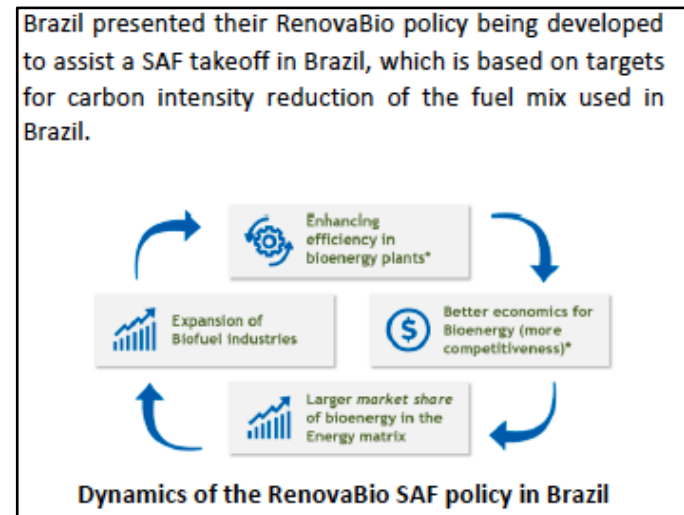 Brazil presented their RenovaBio policy being developed
to assist a SAF takeoff in Brazil, which is based on targets
for carbon intensity reduction of the fuel mix used in
Brazil.
Enhancing
efficiency in
bioenergy plants*
Expansion of
Biofuel industries
Better economics for
Bioenergy (more
competitiveness)*
$
Larger market share
of bioenergy in the
Energy matrix
Dynamics of the RenovaBio SAF policy in Brazil